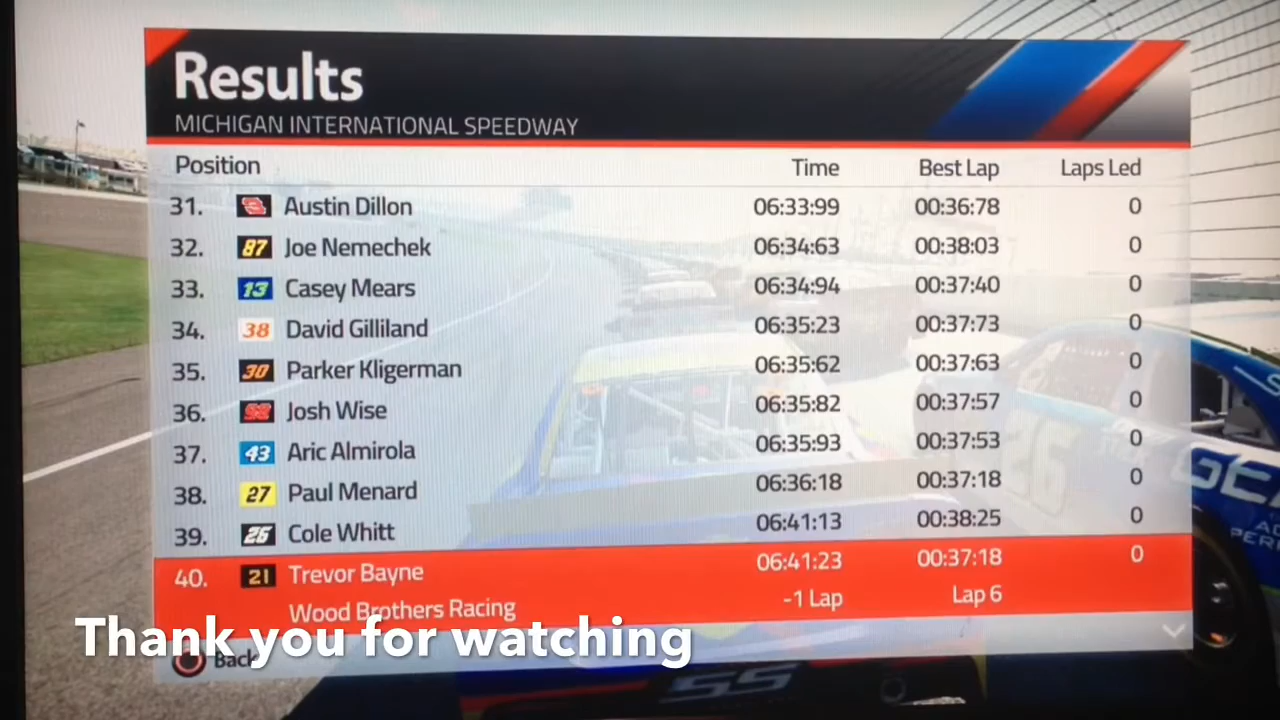 Results
MICHIGAN INTERNATIONAL SPEEDWAY
Position Time Best Lap Laps Led
31. 3 Austin Dillon 06:33:99 00:36:78 0
32. 87 Joe Nemechek 06:34:63 00:38:03 0
33. 13 Casey Mears 06:34:94 00:37:40 0
34. 38 David Gilliland 06:35:23 00:37:73 0
35. 30 Parker Kligerman 06:35:62 00:37:63 0
36. 98 Josh Wise 06:35:82 00:37:57 0
37. 43 Aric Almirola 06:35:93 00:37:53 0
38. 27 Paul Menard 06:36:18 00:37:18 0
39. 26 Cole Whitt 06:41:13 00:38:25 0
40. 21 Trevor Bayne 06:41:23 00:37:18 0
Wood Brothers Racing -1 Lap Lap 6
Thank you for watching
Back
26
55